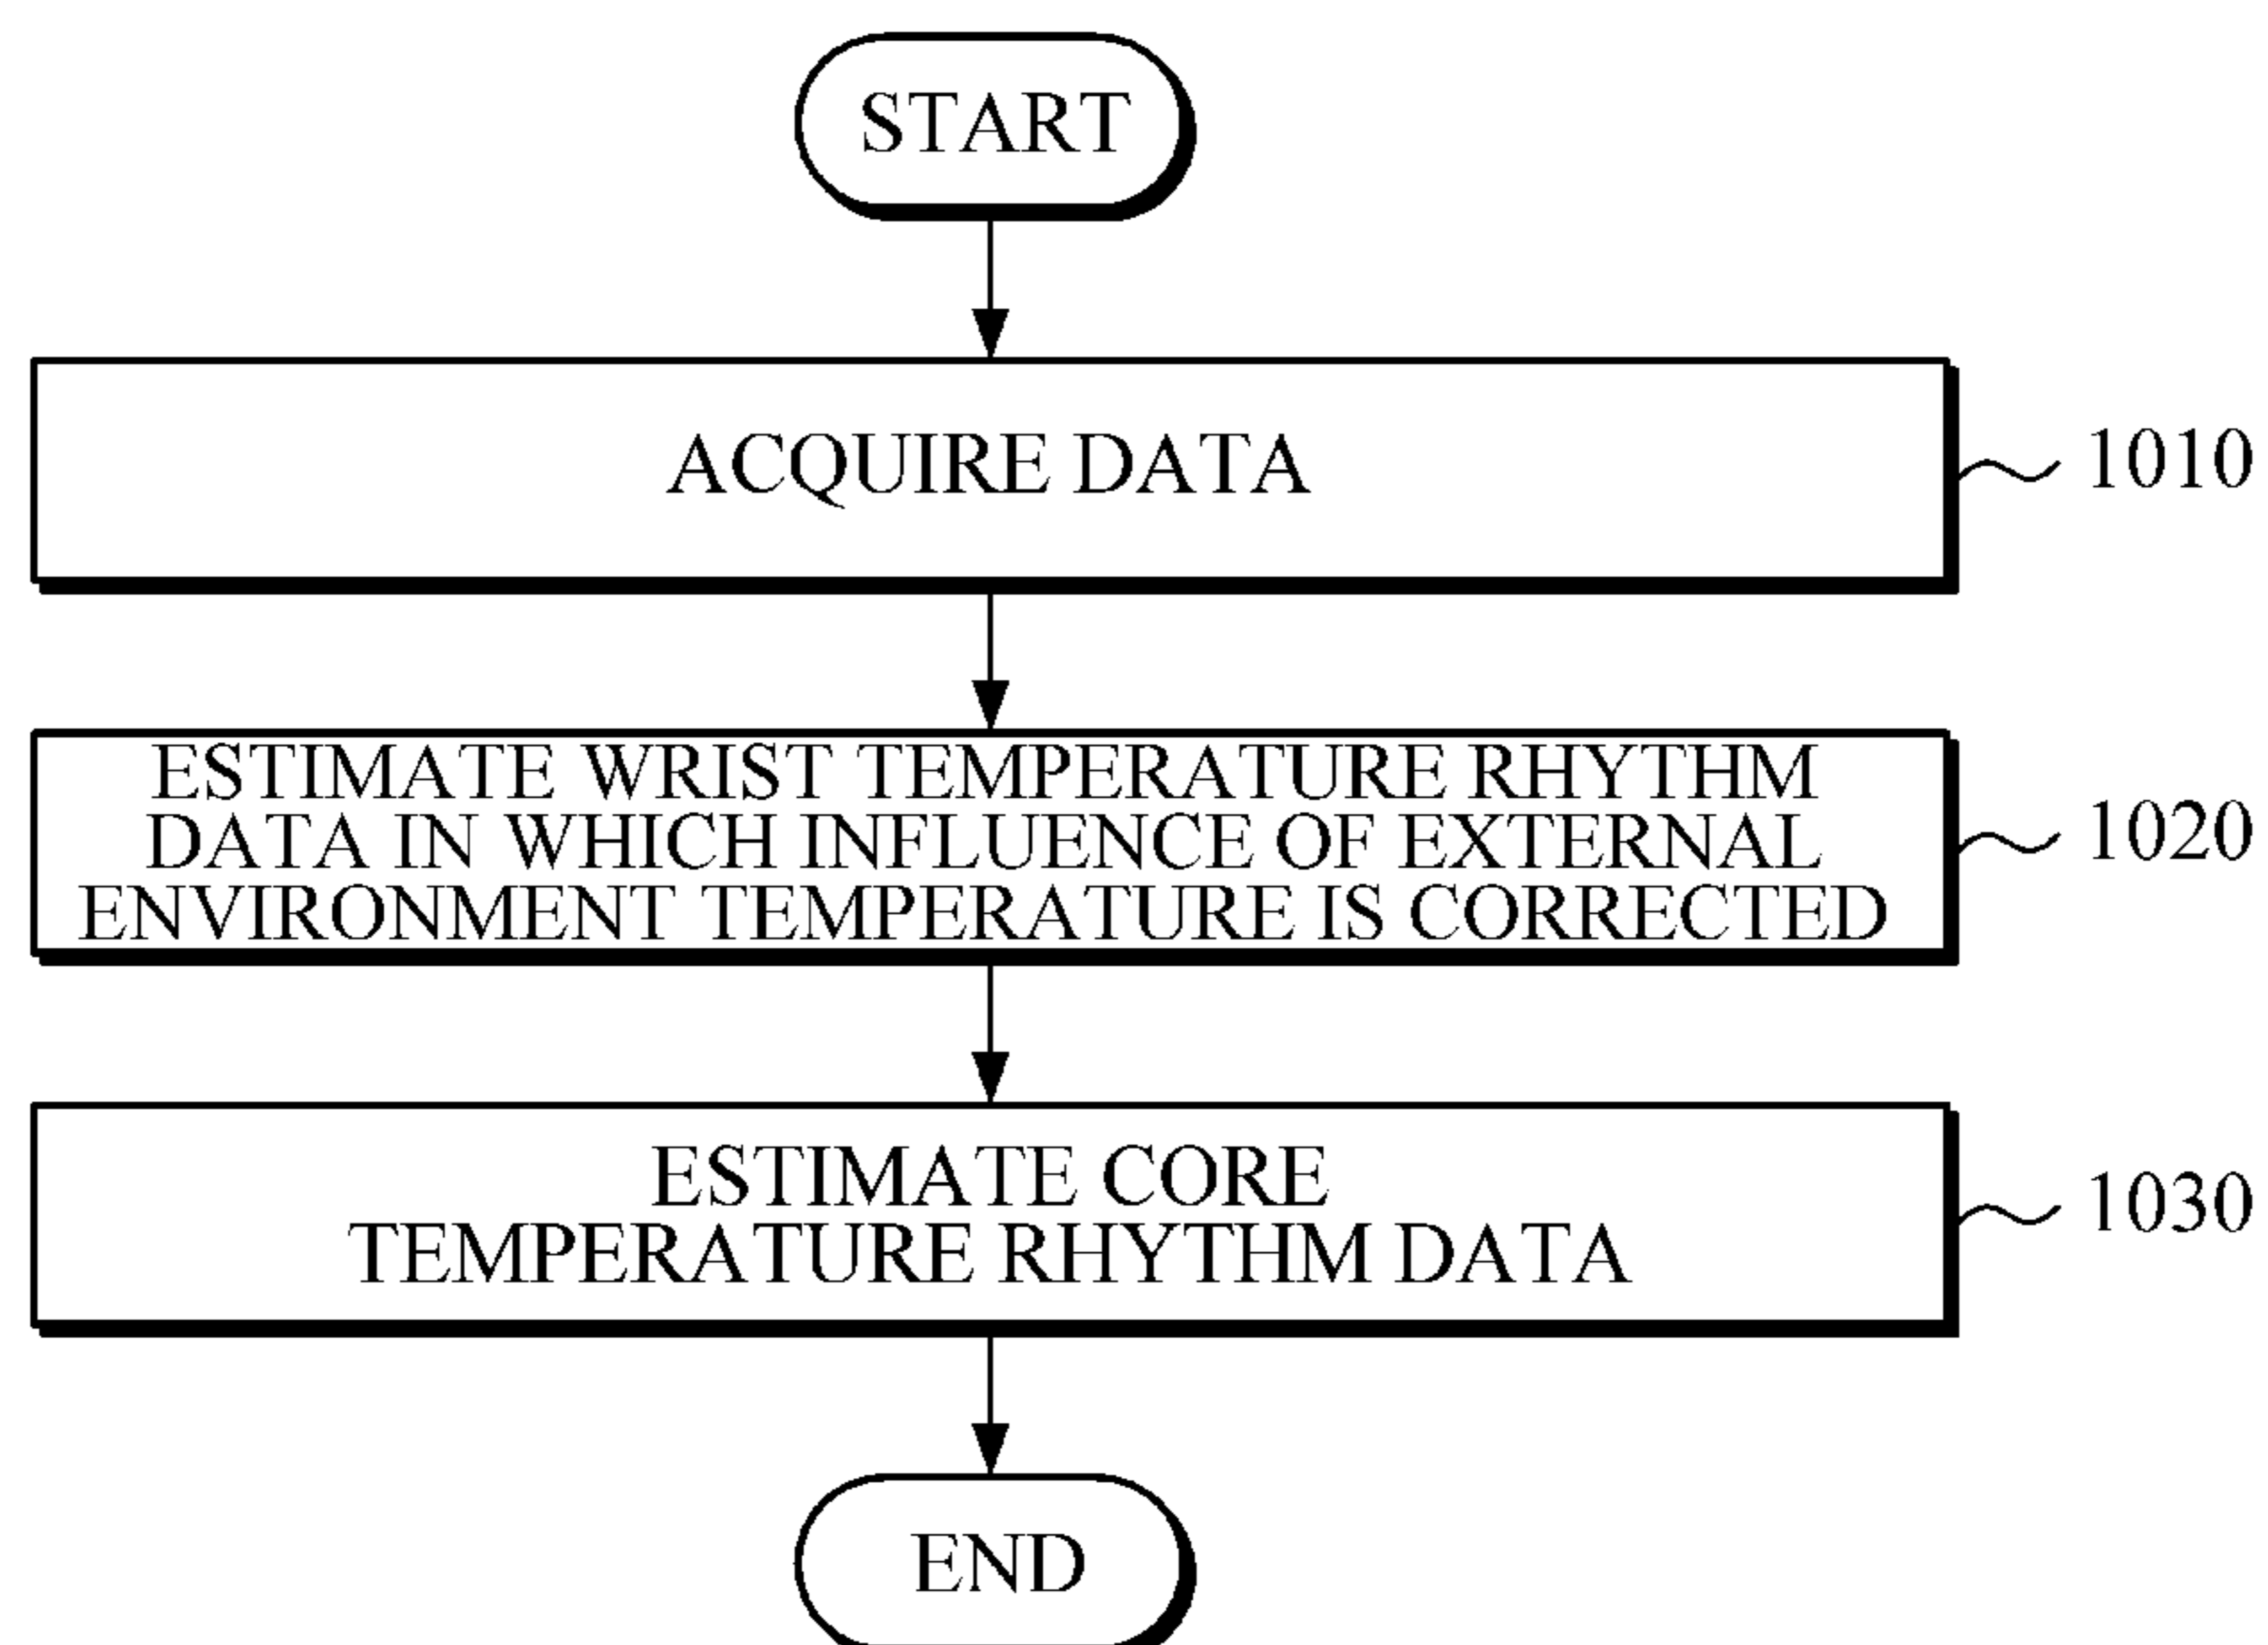 START
ACQUIRE DATA
1010
ESTIMATE WRIST TEMPERATURE RHYTHM
DATA IN WHICH INFLUENCE OF EXTERNAL
ENVIRONMENT TEMPERATURE IS CORRECTED
1020
ESTIMATE CORE
TEMPERATURE RHYTHM DATA
1030
END